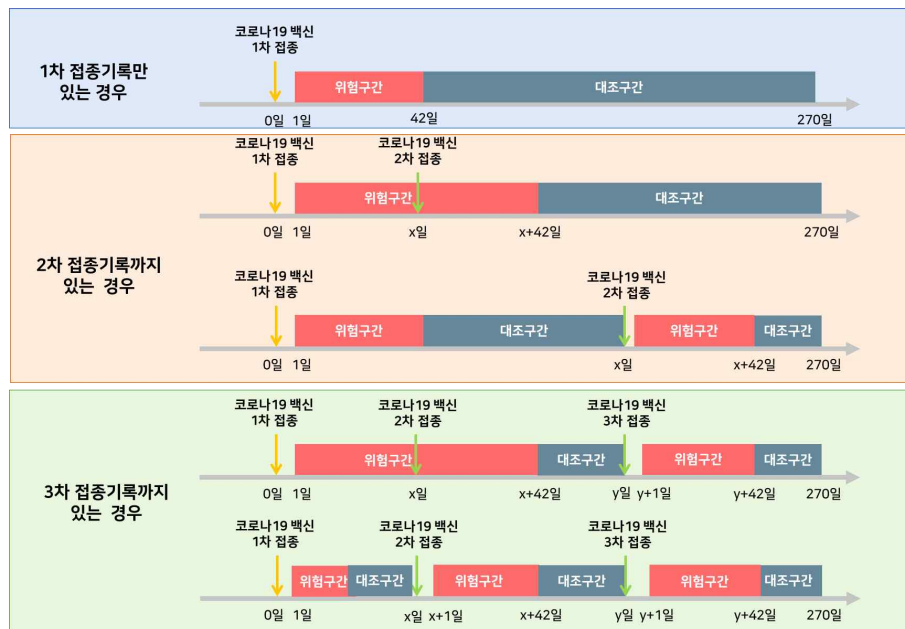 코로나19 백신
1차 접종
1차 접종기록만
있는 경우
위험구간
대조구간
0일 1일
42일
270일
코로나19 백신
1차 접종
코로나19 백신
2차 접종
위험구간
대조구간
0일 1일
x일
x+42일
270일
2차 접종기록까지
있는 경우
코로나19 백신
1차 접종
코로나19 백신
2차 접종
위험구간
대조구간
위험구간
대조구간
0일 1일
x일
x+42일
270일
코로나19 백신
1차 접종
코로나19 백신
2차 접종
코로나19 백신
3차 접종
위험구간
대조구간
위험구간
대조구간
0일 1일
x일
x+42일
y일 y+1일
y+42일
270일
3차 접종기록까지
있는 경우
코로나19 백신
1차 접종
코로나19 백신
2차 접종
코로나19 백신
3차 접종
위험구간
대조구간
위험구간
대조구간
위험구간
대조구간
0일 1일
x일 x+1일
x+42일
y일 y+1일
y+42일
270일